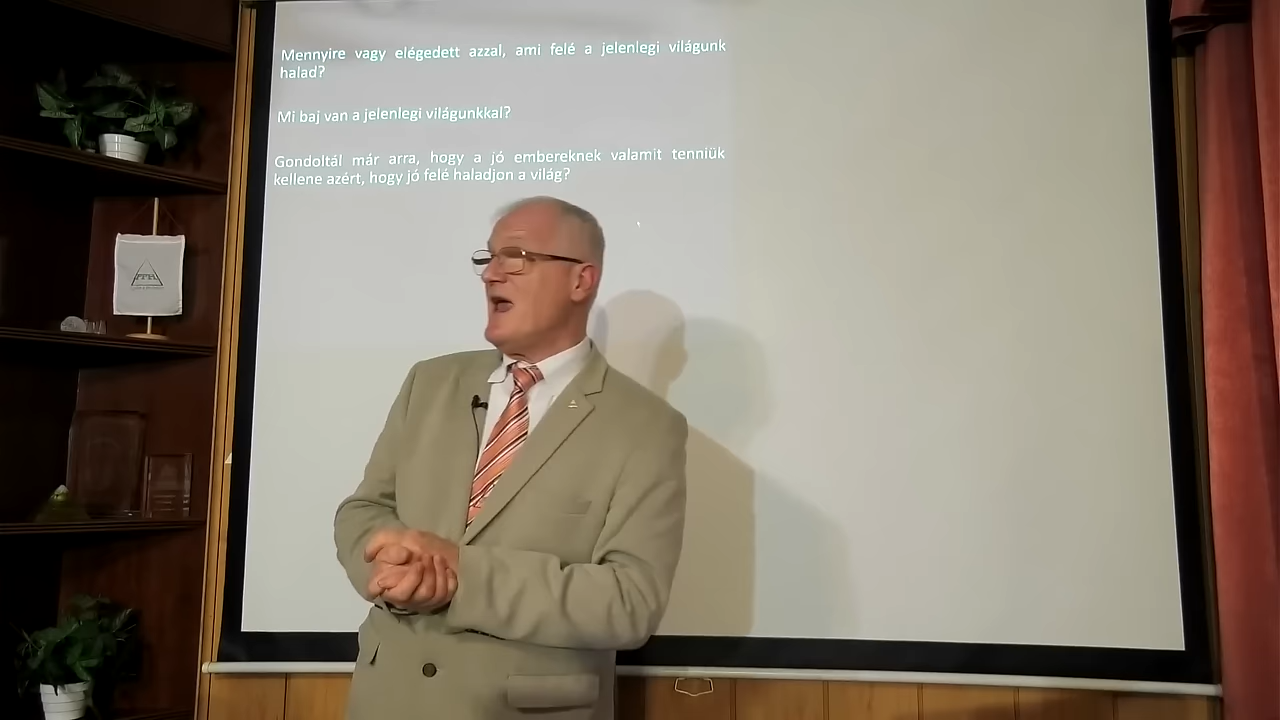 Mennyire vagy elégedett azzal, ami felé a jelenlegi világunk
halad?
Mi baj van a jelenlegi világunkkal?
Gondoltál már arra, hogy a jó embereknek valamit tenniük
kellene azért, hogy jó felé haladjon a világ?